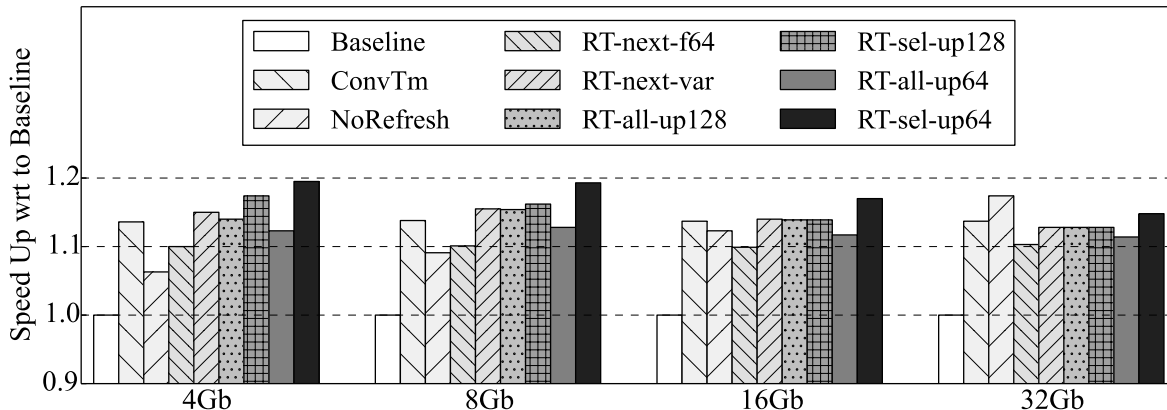 Speed Up wrt to Baseline
Baseline
ConvTm
NoRefresh
RT-next-f64
RT-next-var
RT-all-up128
RT-sel-up128
RT-all-up64
RT-sel-up64
1.2
1.1
1.0
0.9
4Gb 8Gb 16Gb 32Gb